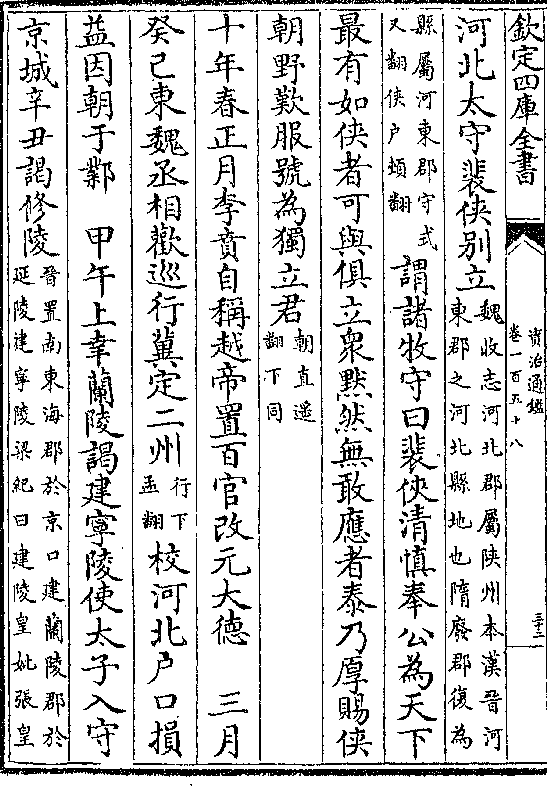 欽定四庫全書
資治通鑑
卷一百五十八
三十三
河北太守裴俠别立
魏收志河北郡屬陜州本漢晉河
東郡之河北縣地也隋廢郡復為
縣屬河東郡守式
又翻俠户頰翻
謂諸牧守曰裴俠清慎奉公為天下
最有如俠者可與俱立衆黙然無敢應者泰乃厚賜俠
朝野歎服號為獨立君
朝直遥
翻下同
十年春正月李賁自稱越帝置百官改元大德 三月
癸巳東魏丞相歡巡行冀定二州
行下
孟翻
校河北户口損
益因朝于鄴 甲午上幸蘭陵謁建寧陵使太子入守
京城辛丑謁修陵
晉置南東海郡於京口建蘭陵郡於
延陵建寧陵梁紀曰建陵皇妣張皇